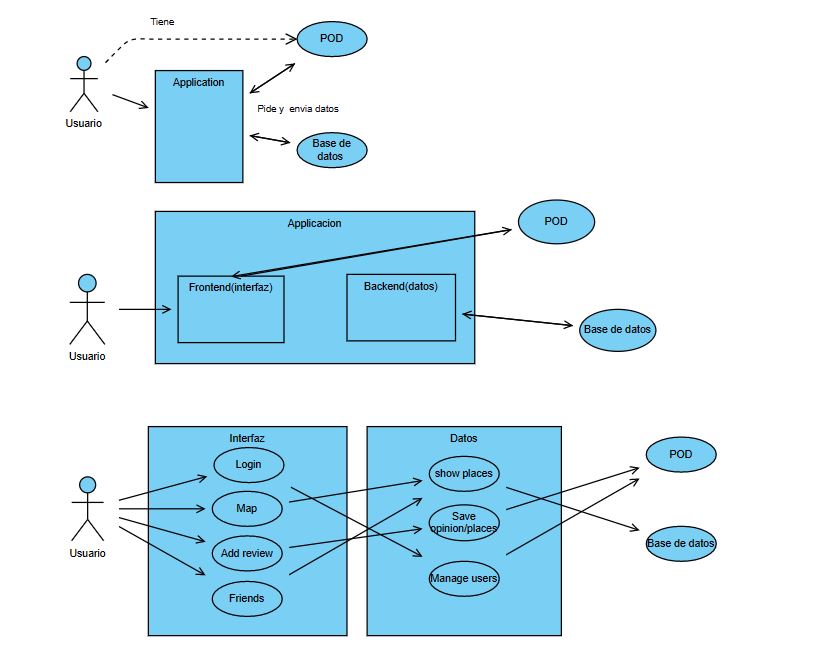 Tiene
POD
Application
Usuario
Pide y envia datos
Base de
datos
Applicacion
POD
Frontend(interfaz)
Backend(datos)
Base de datos
Usuario
Interfaz
Datos
Login
show places
POD
Map
Save
opinion/places
Usuario
Add review
Base de datos
Manage users
Friends